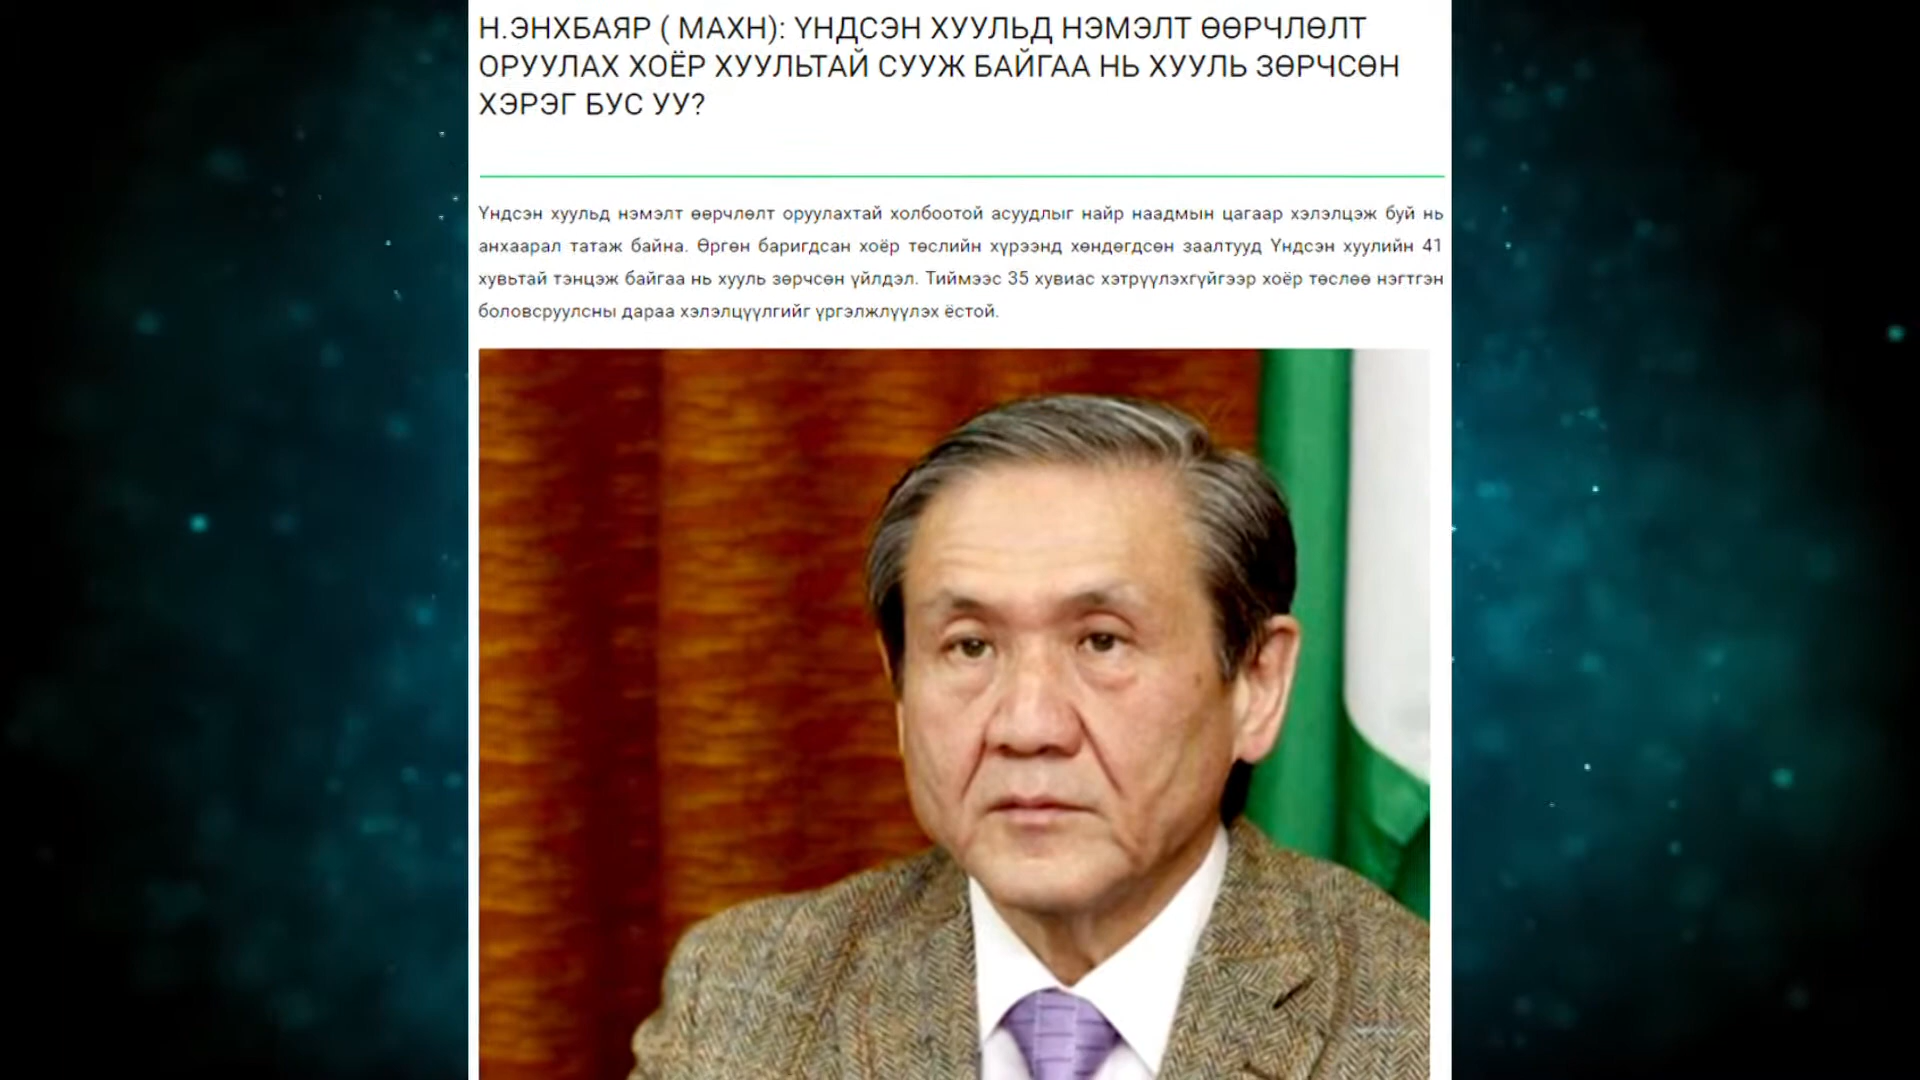 Н.ЭНХБАЯР ( МАХН): ҮНДСЭН ХУУЛЬД НЭМЭЛТ ӨӨРЧЛӨЛТ
ОРУУЛАХ ХОЁР ХУУЛЬТАЙ СУУЖ БАЙГАА НЬ ХУУЛЬ ЗӨРЧСӨН
ХЭРЭГ БУС УУ?
Үндсэн хуульд нэмэлт өөрчлөлт оруулахтай холбоотой асуудлыг найр наадмын цагаар хэлэлцэж буй нь
анхаарал татаж байна. Өргөн баригдсан хоёр төслийн хүрээнд хөндөгдсөн заалтууд Үндсэн хуулийн 41
хувьтай тэнцэж байгаа нь хууль зөрчсөн үйлдэл. Тиймээс 35 хувиас хэтрүүлэхгүйгээр хоёр төслөө нэгтгэн
боловсруулсны дараа хэлэлцүүлгийг үргэлжлүүлэх ёстой.